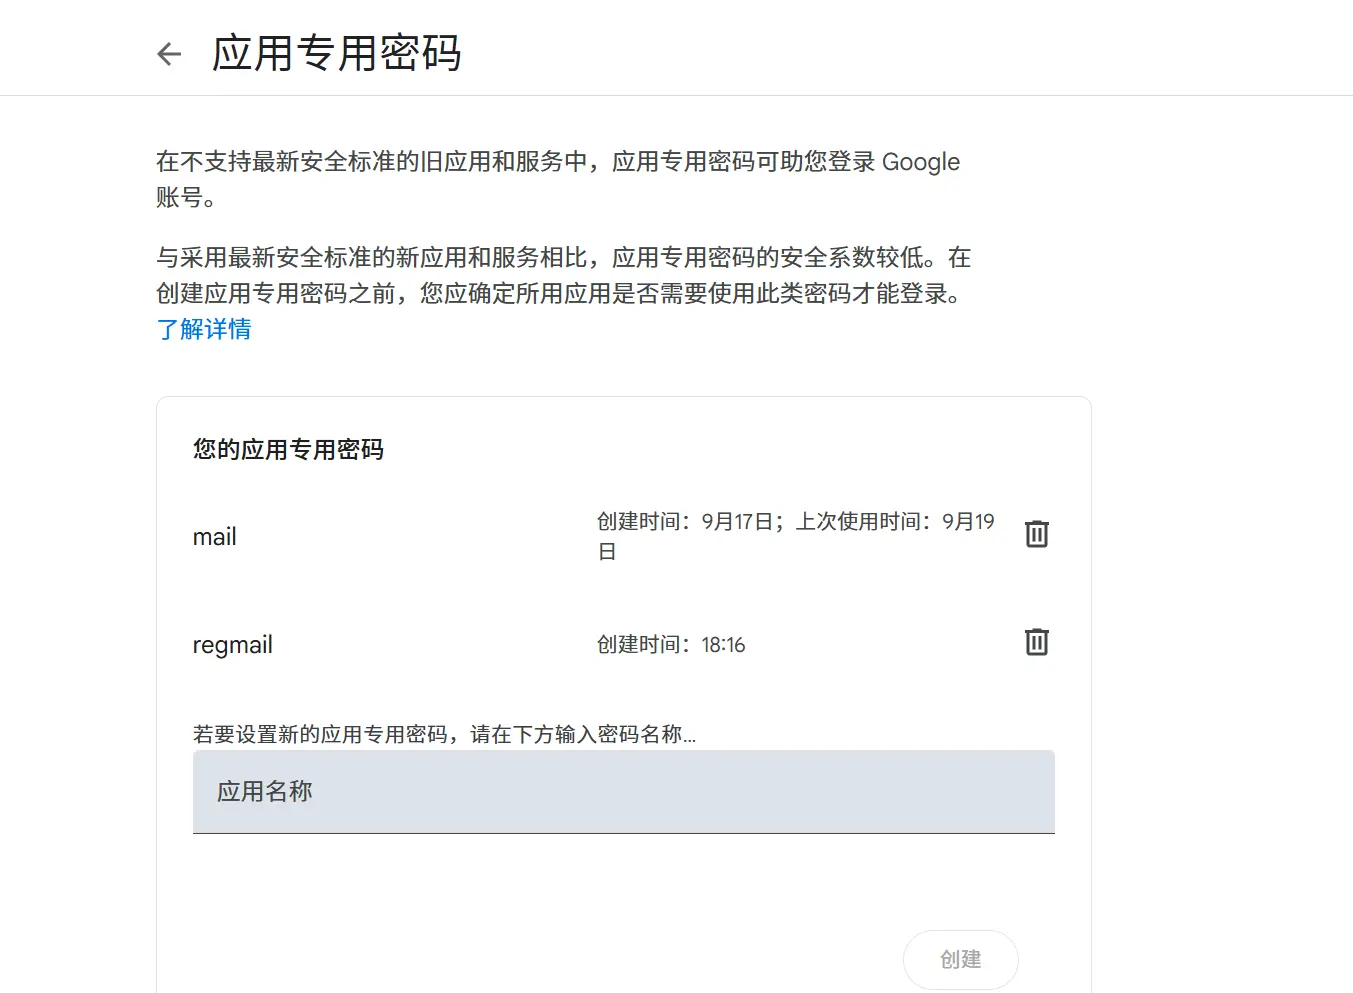 应用专用密码
在不支持最新安全标准的旧应用和服务中，应用专用密码可助您登录 Google
账号。
与采用最新安全标准的新应用和服务相比，应用专用密码的安全系数较低。在
创建应用专用密码之前，您应确定所用应用是否需要使用此类密码才能登录。
了解详情
您的应用专用密码
mail
创建时间：9月17日；上次使用时间：9月19
日
regmail
创建时间：18:16
若要设置新的应用专用密码，请在下方输入密码名称...
应用名称
创建